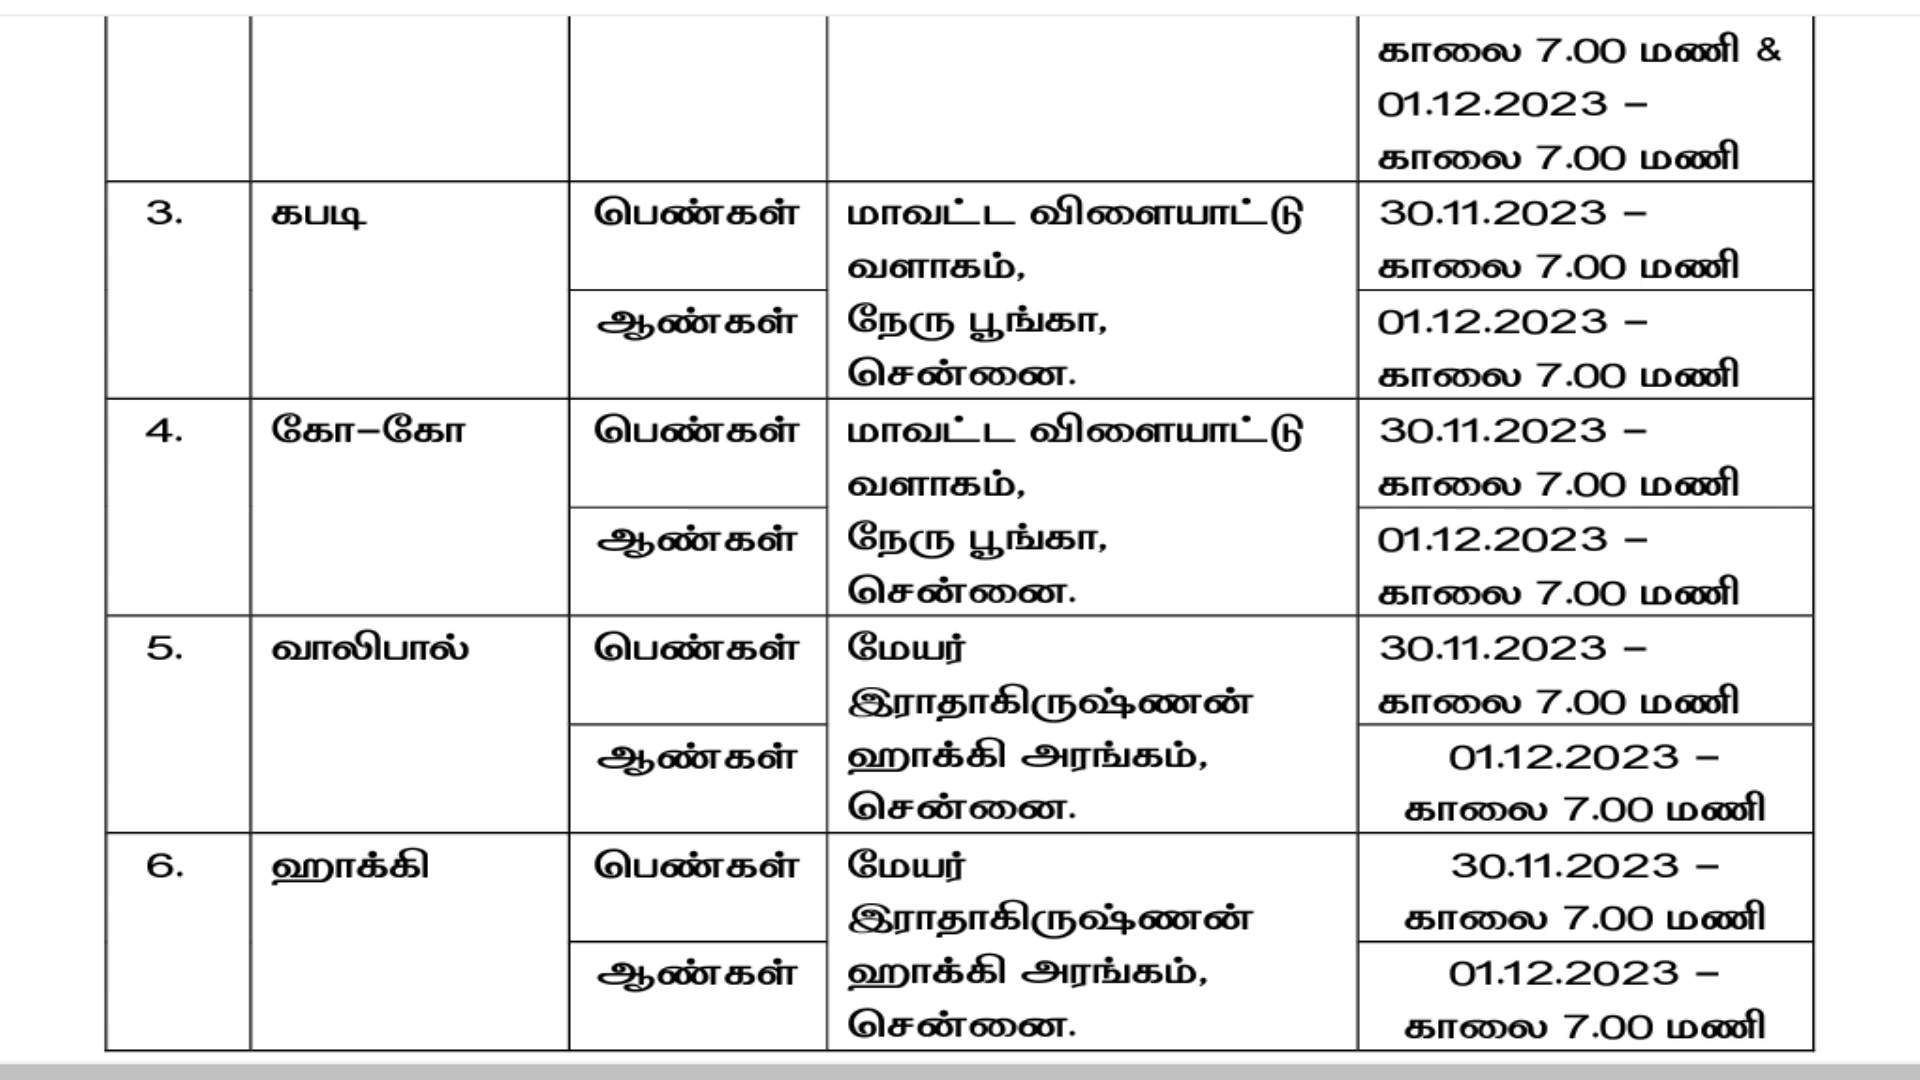 காலை 7.00 மணி &
01.12.2023 –
காலை 7.00 மணி
3.
கபடி
பெண்கள்
மாவட்ட விளையாட்டு
வளாகம்,
நேரு பூங்கா,
சென்னை.
30.11.2023 –
காலை 7.00 மணி
ஆண்கள்
01.12.2023 –
காலை 7.00 மணி
4.
கோ–கோ
பெண்கள்
மாவட்ட விளையாட்டு
வளாகம்,
நேரு பூங்கா,
சென்னை.
30.11.2023 –
காலை 7.00 மணி
ஆண்கள்
01.12.2023 –
காலை 7.00 மணி
5.
வாலிபால்
பெண்கள்
மேயர்
இராதாகிருஷ்ணன்
ஹாக்கி அரங்கம்,
சென்னை.
30.11.2023 –
காலை 7.00 மணி
ஆண்கள்
01.12.2023 –
காலை 7.00 மணி
6.
ஹாக்கி
பெண்கள்
மேயர்
இராதாகிருஷ்ணன்
ஹாக்கி அரங்கம்,
சென்னை.
30.11.2023 –
காலை 7.00 மணி
ஆண்கள்
01.12.2023 –
காலை 7.00 மணி